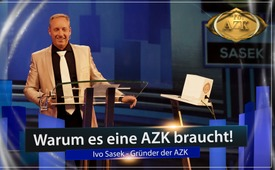 AZK
SASEK
Warum es eine AZK braucht!
Ivo Sasek - Gründer der AZK